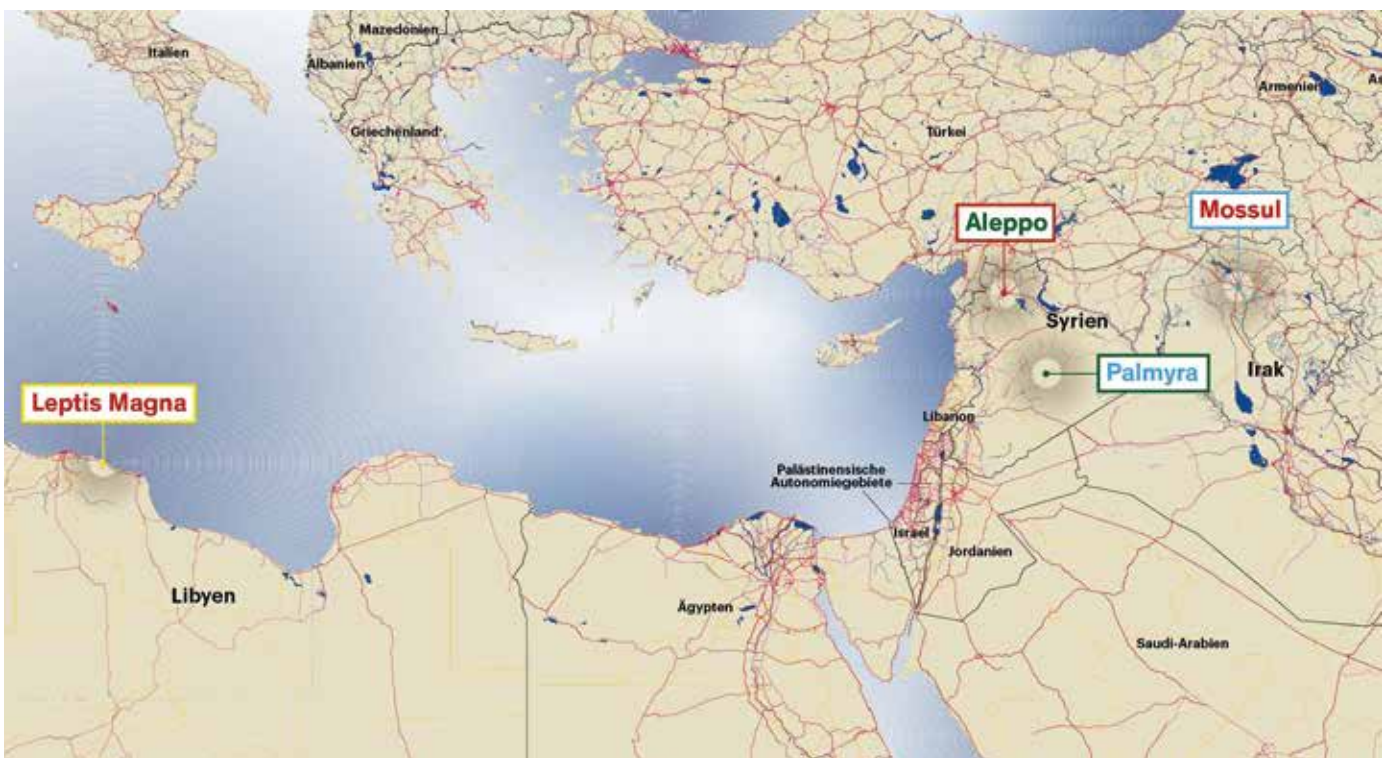 Mazedonien
Italien
Albanien
Armenien
Griechenland
Türkei
Mossul
Aleppo
Syrien
Palmyra
Irak
Leptis Magna
Libanon
Palästinensische
Autonomiegebiete
Israel
Jordanien
Libyen
Ägypten
Saudi-Arabien